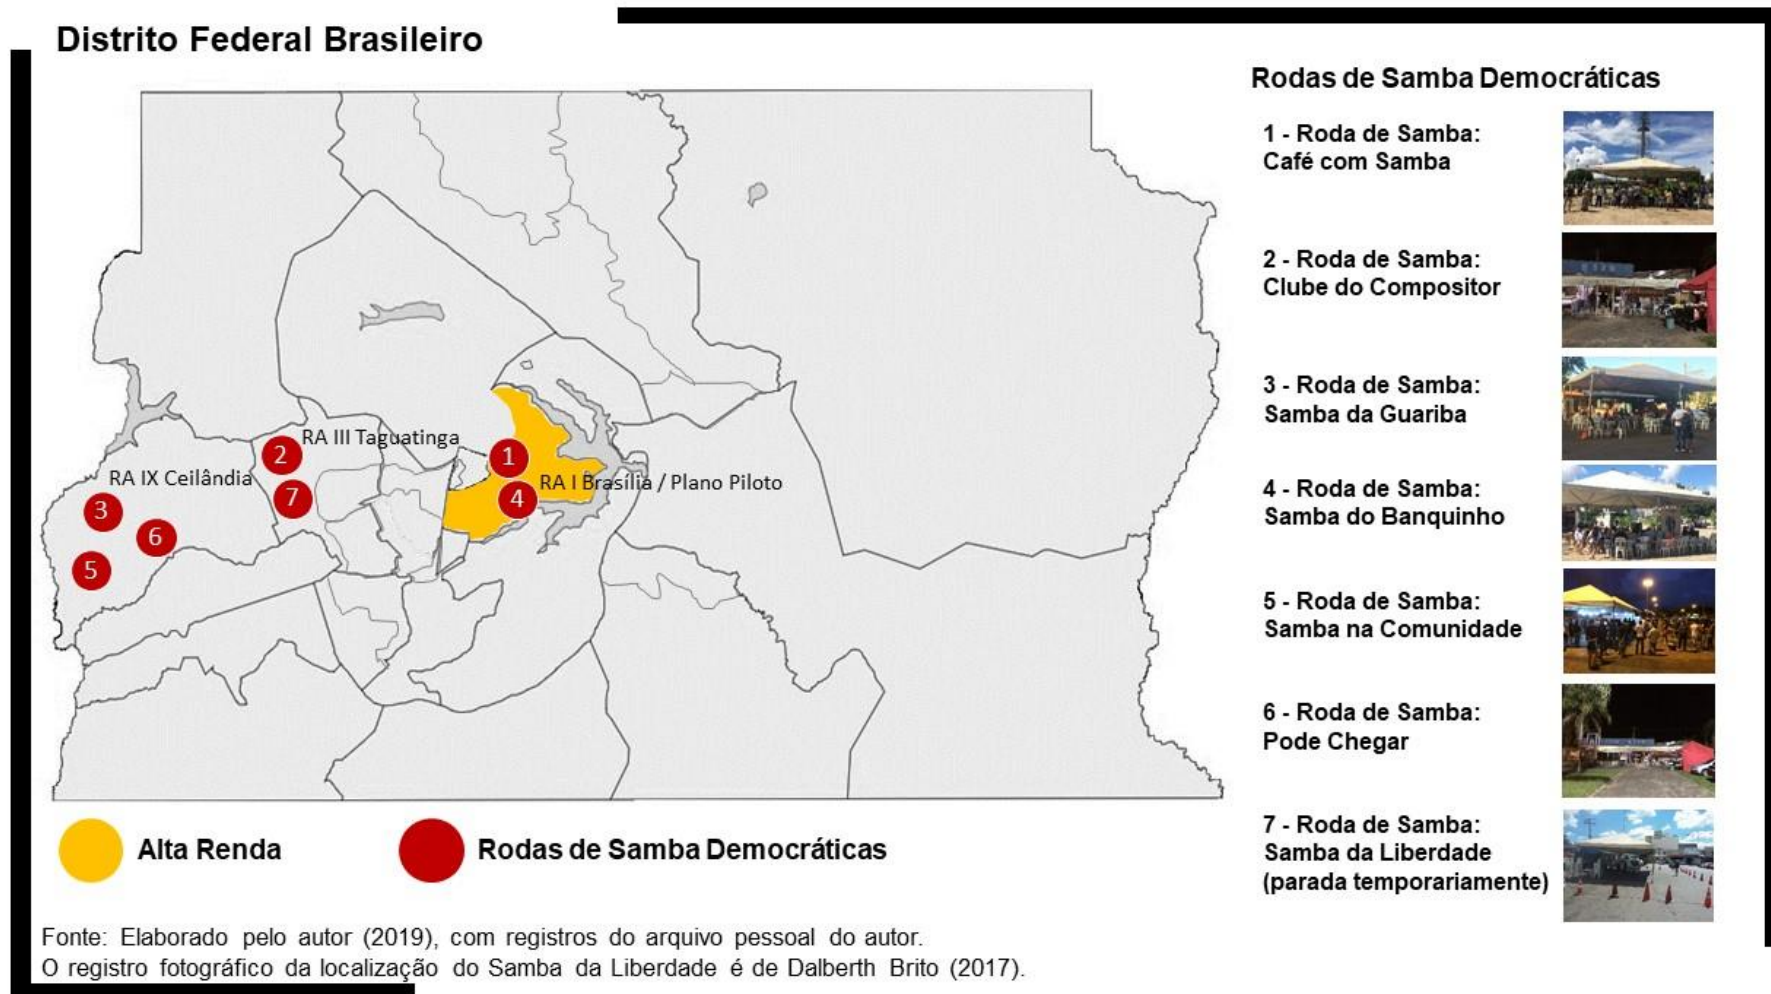 Distrito Federal Brasileiro
RA III Taguatinga
RA IX Ceilândia
RA I Brasília / Plano Piloto
1
2
3
4
5
6
7
Alta Renda
Rodas de Samba Democráticas
Rodas de Samba Democráticas
1 - Roda de Samba:
Café com Samba
2 - Roda de Samba:
Clube do Compositor
3 - Roda de Samba:
Samba da Guariba
4 - Roda de Samba:
Samba do Banquinho
5 - Roda de Samba:
Samba na Comunidade
6 - Roda de Samba:
Pode Chegar
7 - Roda de Samba:
Samba da Liberdade
(parada temporariamente)
Fonte: Elaborado pelo autor (2019), com registros do arquivo pessoal do autor.
O registro fotográfico da localização do Samba da Liberdade é de Dalberth Brito (2017).